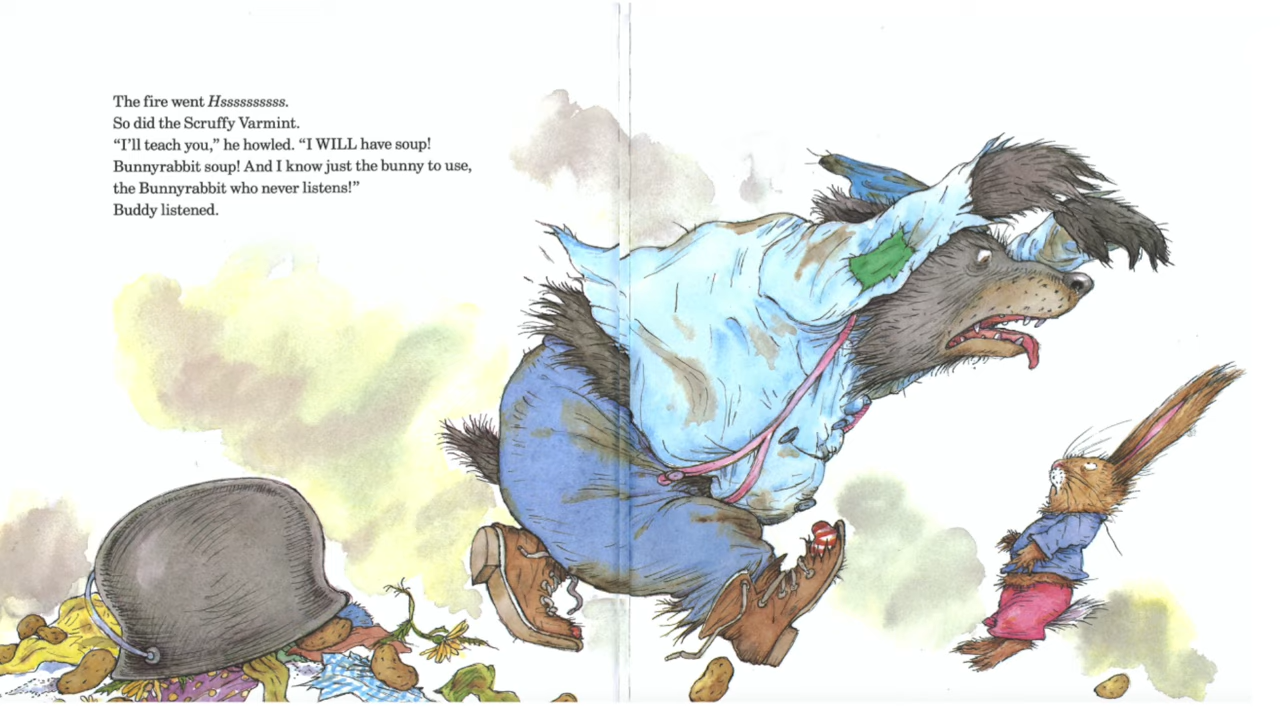 The fire went Hssssssssss.
So did the Scruffy Varmint.
“I’ll teach you,” he howled. “I WILL have soup!
Bunnyrabbit soup! And I know just the bunny to use,
the Bunnyrabbit who never listens!”
Buddy listened.